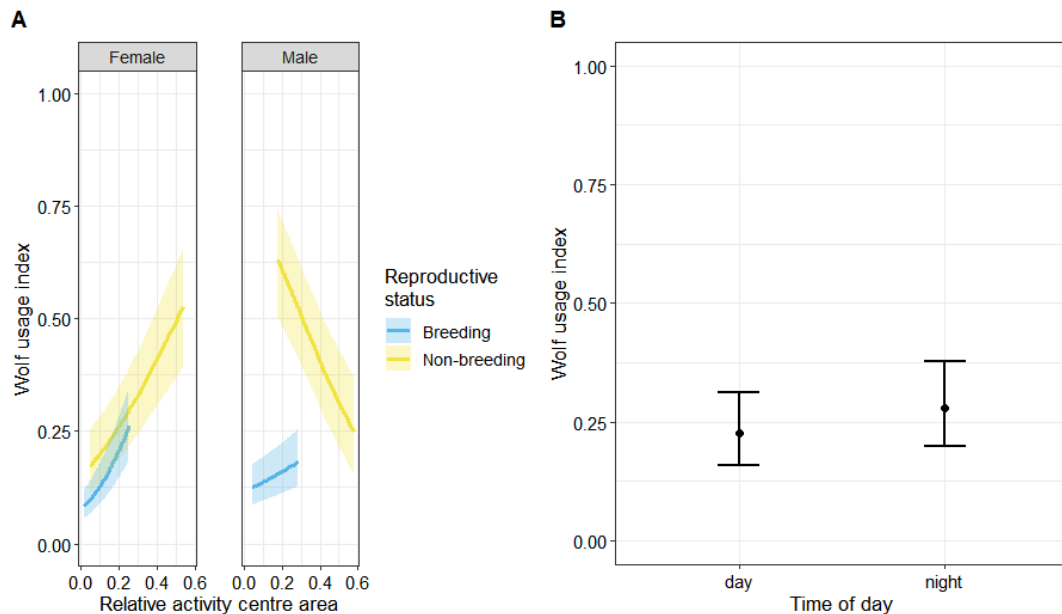 A
Female
Male
1.00
0.75
0.50
0.25
0.00
Wolf usage index
0.0 0.2 0.4 0.6
0.0 0.2 0.4 0.6
Relative activity centre area
Reproductive
status
Breeding
Non-breeding
B
1.00
0.75
0.50
0.25
0.00
Wolf usage index
day
night
Time of day